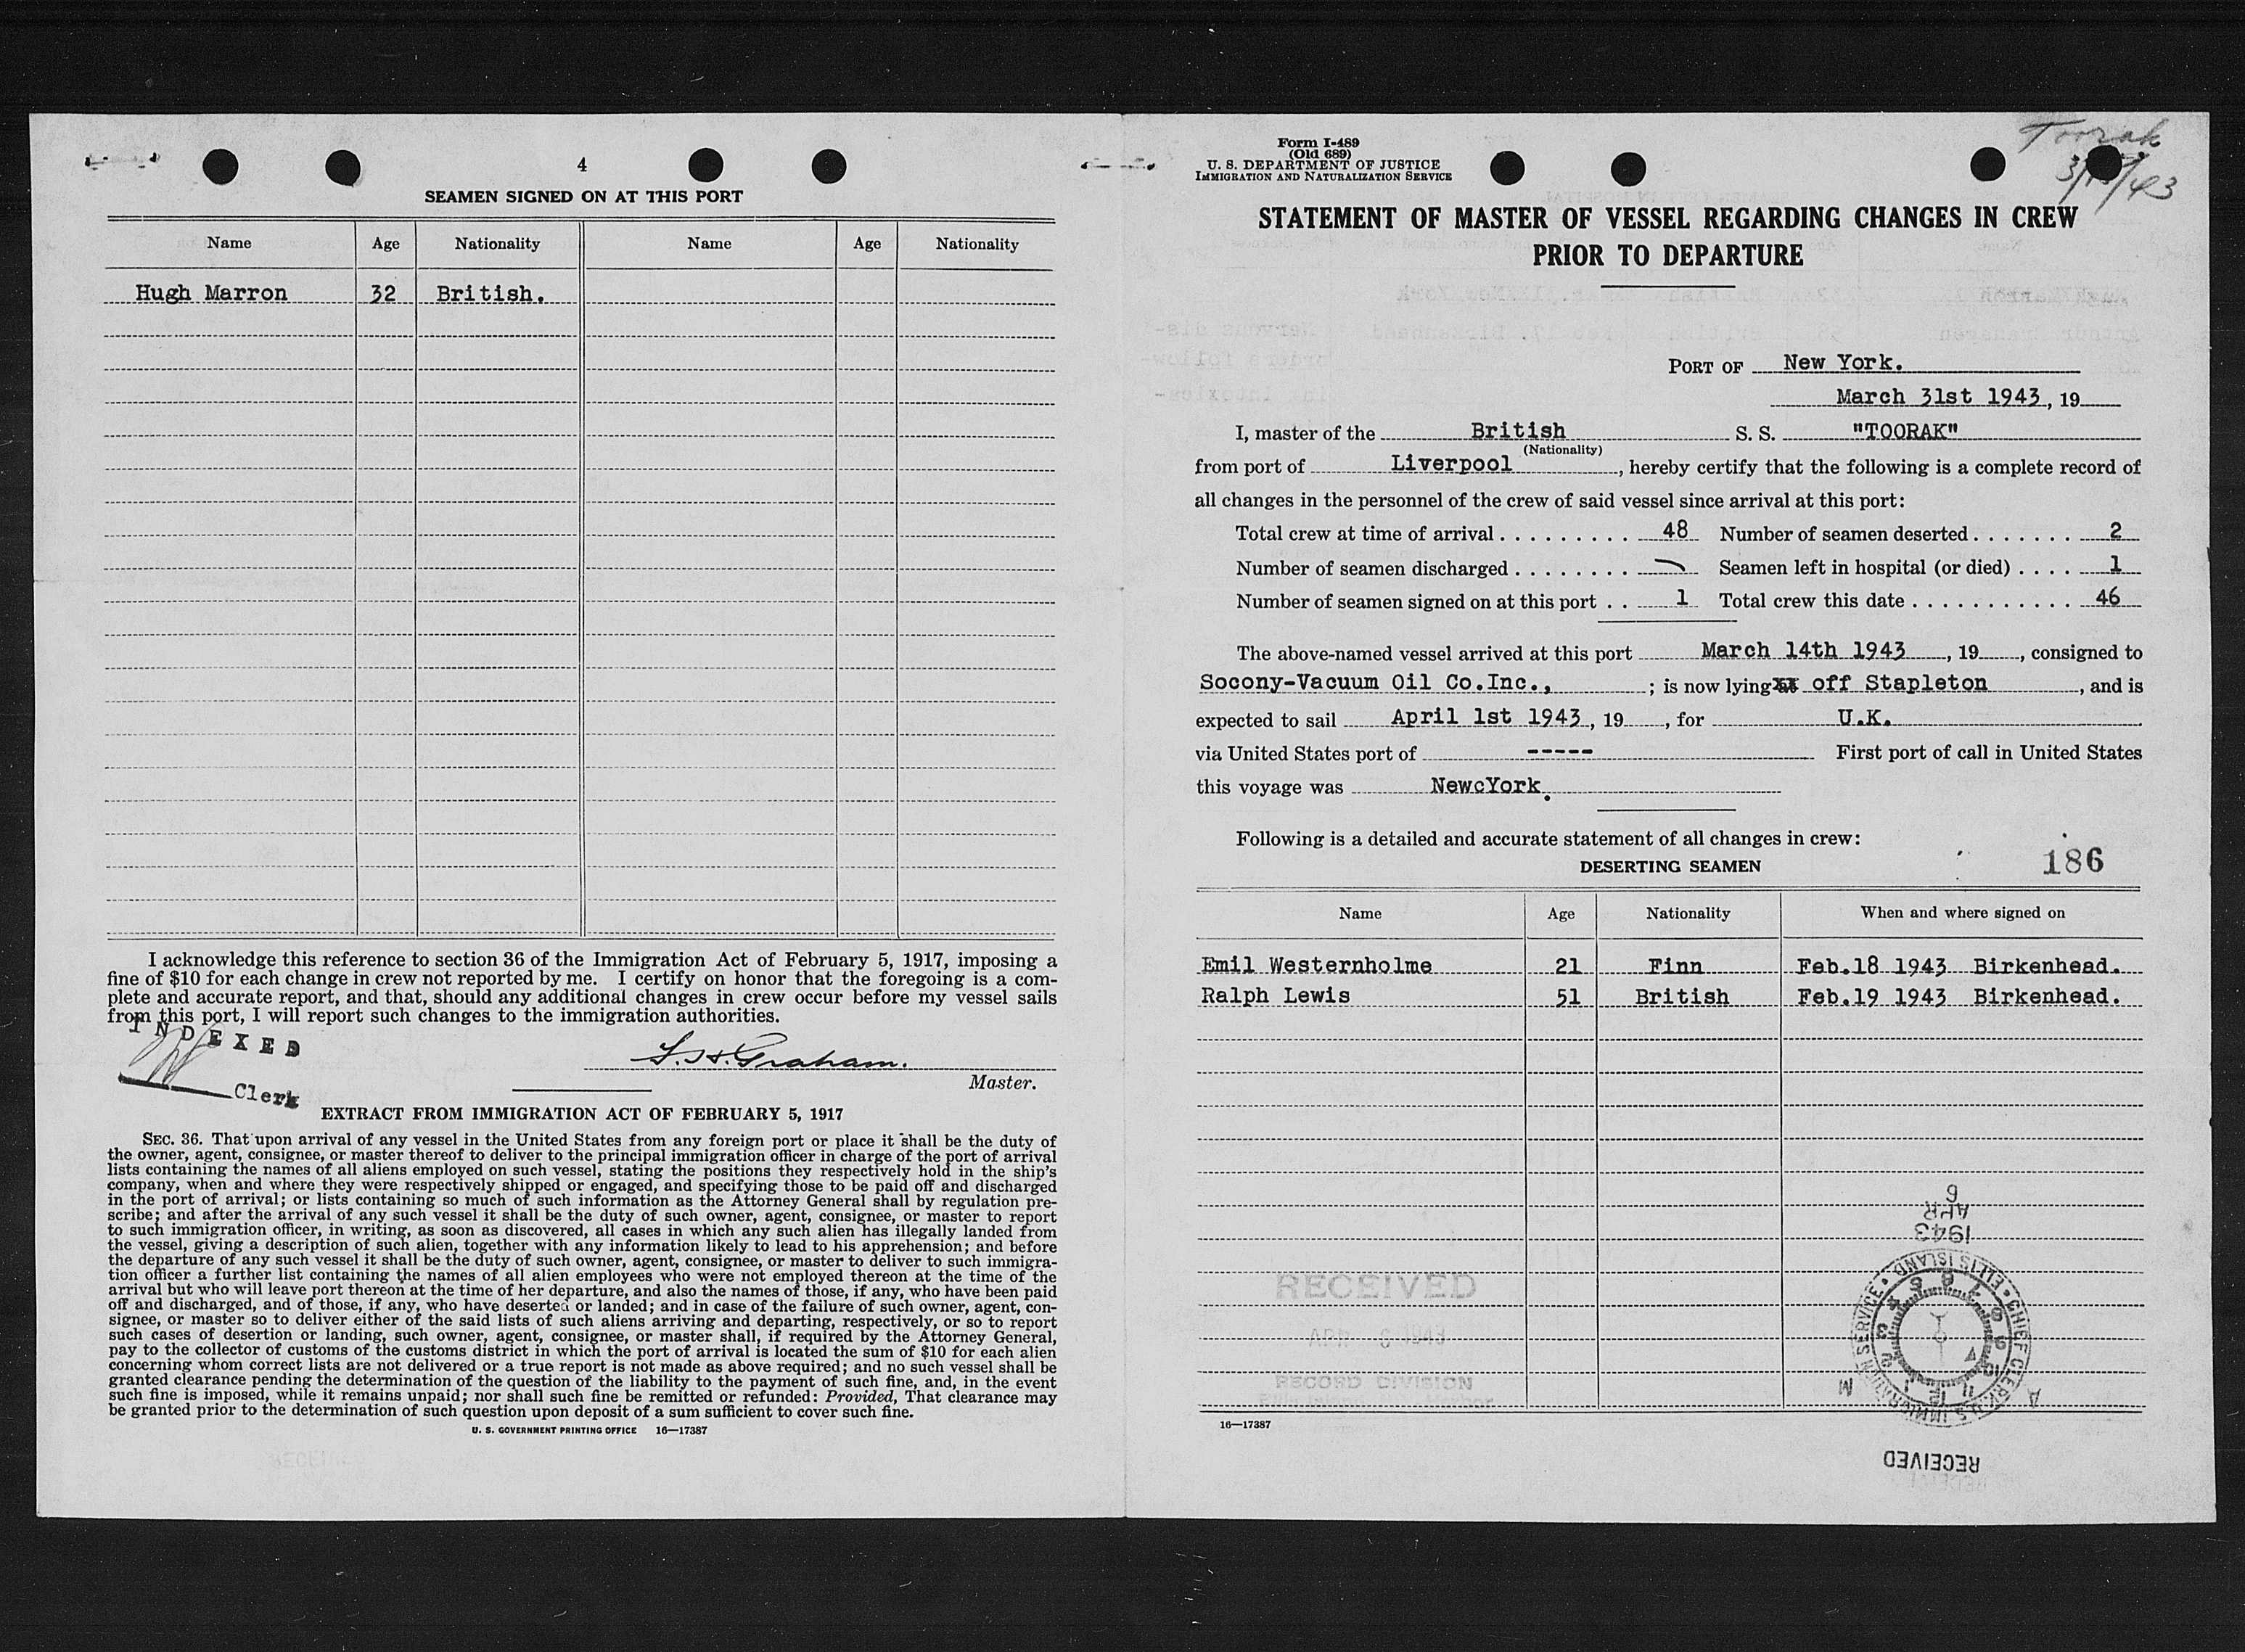 4
SEAMEN SIGNED ON AT THIS PORT
Name Age Nationality Name Age Nationality
Hugh Marron 32 British.
I acknowledge this reference to section 36 of the Immigration Act of February 5, 1917, imposing a
fine of $10 for each change in crew not reported by me. I certify on honor that the foregoing is a com-
plete and accurate report, and that, should any additional changes in crew occur before my vessel sails
from this port, I will report such changes to the immigration authorities.
INDEXED
Clerk
Graham.
Master.
EXTRACT FROM IMMIGRATION ACT OF FEBRUARY 5, 1917
SEC. 36. That upon arrival of any vessel in the United States from any foreign port or place it shall be the duty of
the owner, agent, consignee, or master thereof to deliver to the principal immigration officer in charge of the port of arrival
lists containing the names of all aliens employed on such vessel, stating the positions they respectively hold in the ship's
company, when and where they were respectively shipped or engaged, and specifying those to be paid off and discharged
in the port of arrival; or lists containing so much of such information as the Attorney General shall by regulation pre-
scribe; and after the arrival of any such vessel it shall be the duty of such owner, agent, consignee, or master to report
to such immigration officer, in writing, as soon as discovered, all cases in which any such alien has illegally landed from
the vessel, giving a description of such alien, together with any information likely to lead to his apprehension; and before
the departure of any such vessel it shall be the duty of such owner, agent, consignee, or master to deliver to such immigra-
tion officer a further list containing the names of all alien employees who were not employed thereon at the time of the
arrival but who will leave port thereon at the time of her departure, and also the names of those, if any, who have been paid
off and discharged, and of those, if any, who have deserted or landed; and in case of the failure of such owner, agent, con-
signee, or master so to deliver either of the said lists of such aliens arriving and departing, respectively, or so to report
such cases of desertion or landing, such owner, agent, consignee, or master shall, if required by the Attorney General,
pay to the collector of customs of the customs district in which the port of arrival is located the sum of $10 for each alien
concerning whom correct lists are not delivered or a true report is not made as above required; and no such vessel shall be
granted clearance pending the determination of the question of the liability to the payment of such fine, and, in the event
such fine is imposed, while it remains unpaid; nor shall such fine be remitted or refunded: Provided, That clearance may
be granted prior to the determination of such question upon deposit of a sum sufficient to cover such fine.
U. S. GOVERNMENT PRINTING OFFICE 16—17387
Form I-489
(Old 689)
U. S. DEPARTMENT OF JUSTICE
IMMIGRATION AND NATURALIZATION SERVICE
Toorak
STATEMENT OF MASTER OF VESSEL REGARDING CHANGES IN CREW
PRIOR TO DEPARTURE
PORT OF New York.
March 31st 1943, 19
I, master of the British S. S. "TOORAK"
(Nationality)
from port of Liverpool, hereby certify that the following is a complete record of
all changes in the personnel of the crew of said vessel since arrival at this port:
Total crew at time of arrival . . . . . . . . . 48 Number of seamen deserted . . . . . . . 2
Number of seamen discharged . . . . . . . . Seamen left in hospital (or died) . . . . 1
Number of seamen signed on at this port . . 1 Total crew this date . . . . . . . . . . . . 46
The above-named vessel arrived at this port March 14th 1943, 19, consigned to
Socony-Vacuum Oil Co.Inc., ; is now lying off Stapleton, and is
expected to sail April 1st 1943, 19, for U.K.
via United States port of ----- First port of call in United States
this voyage was NewcYork.
Following is a detailed and accurate statement of all changes in crew:
DESERTING SEAMEN
186
Name Age Nationality When and where signed on
Emil Westernholme 21 Finn Feb.18 1943 Birkenhead.
Ralph Lewis 51 British Feb.19 1943 Birkenhead.
RECEIVED
APR 6 1943
RECORD DIVISION
1943
APR
6
CHIEF CLERK U.S. IMMIGRATION SERVICE • ELLIS ISLAND •
RECEIVED
16—17387